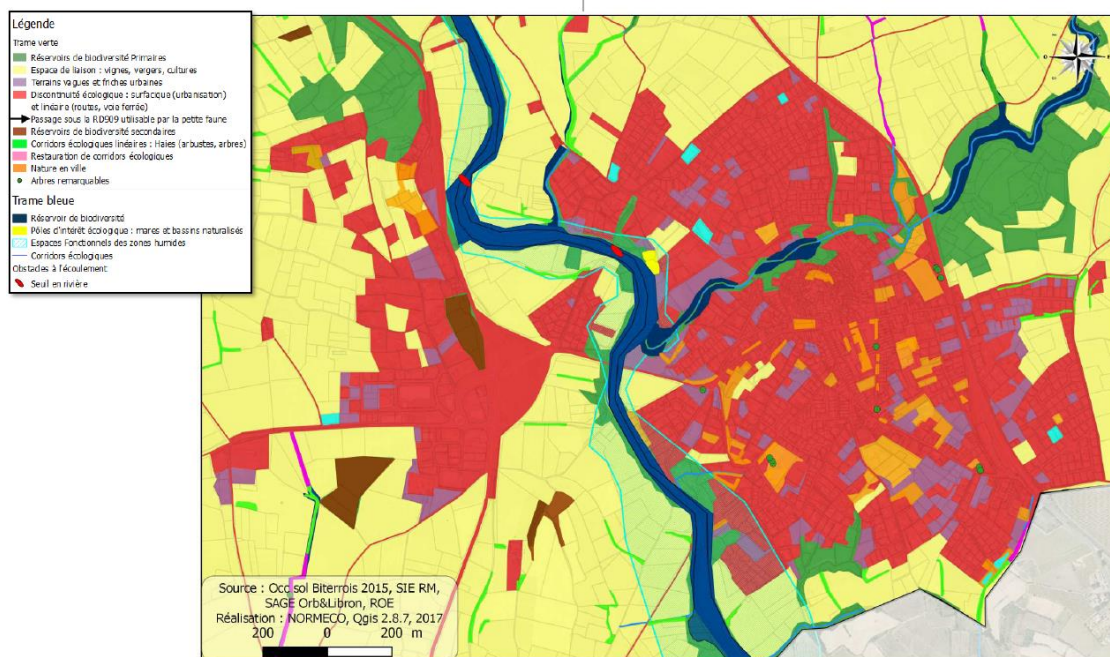 Légende
Trame verte
Réservoirs de biodiversité Primaires
Espace de liaison : vignes, vergers, cultures
Terrains vagues et friches urbaines
Discontinuité écologique : surfacique (urbanisation)
et linéaire (routes, voie ferrée)
Passage sous la RD909 utilisable par la petite faune
Réservoirs de biodiversité secondaires
Corridors écologiques linéaires : Haies (arbustes, arbres)
Restauration de corridors écologiques
Nature en ville
Arbres remarquables
Trame bleue
Réservoir de biodiversité
Pôles d'intérêt écologique : mares et bassins naturalisés
Espaces Fonctionnels des zones humides
Corridors écologiques
Obstacles à l'écoulement
Seuil en rivière
Source : Occ sol Biterrois 2015, SIE RM,
SAGE Orb&Libron, ROE
Réalisation : NORMECO, Qgis 2.8.7, 2017
200 0 200 m